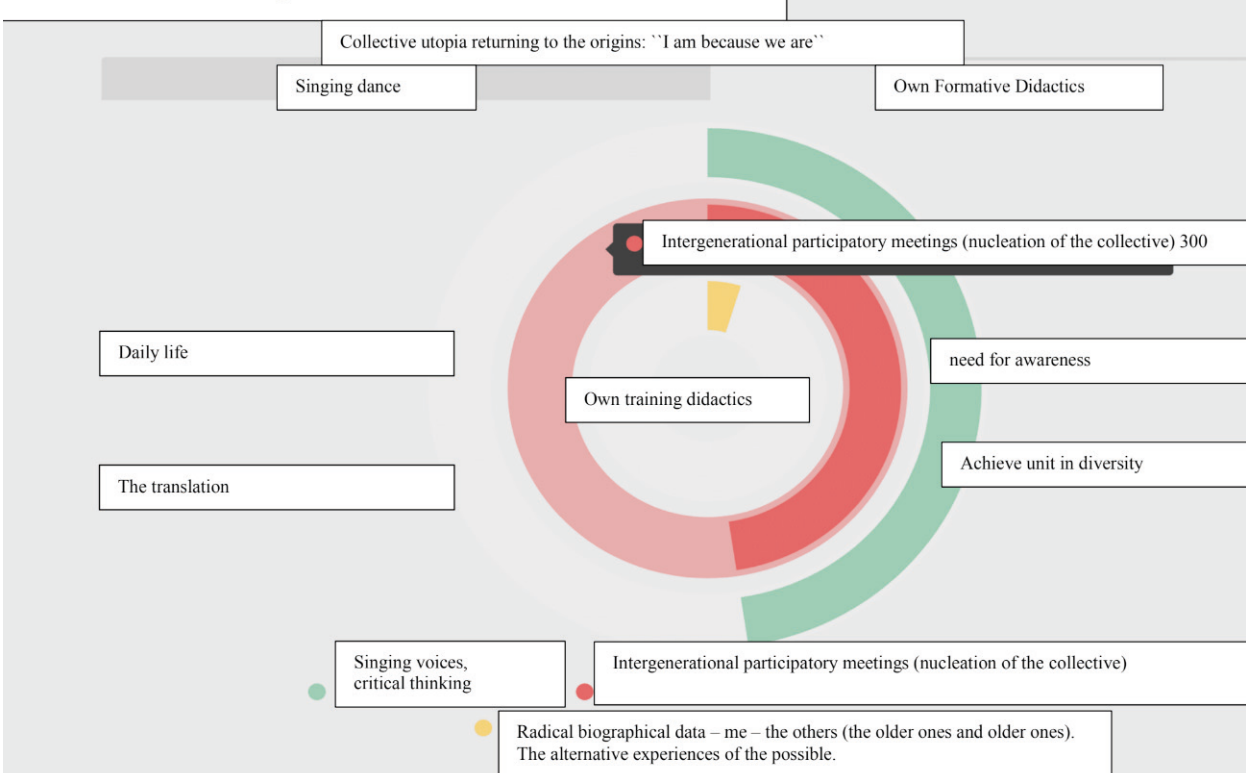 Collective utopia returning to the origins: ``I am because we are``
Singing dance
Own Formative Didactics
Intergenerational participatory meetings (nucleation of the collective) 300
Daily life
need for awareness
Own training didactics
Achieve unit in diversity
The translation
Singing voices,
critical thinking
Intergenerational participatory meetings (nucleation of the collective)
Radical biographical data – me – the others (the older ones and older ones).
The alternative experiences of the possible.